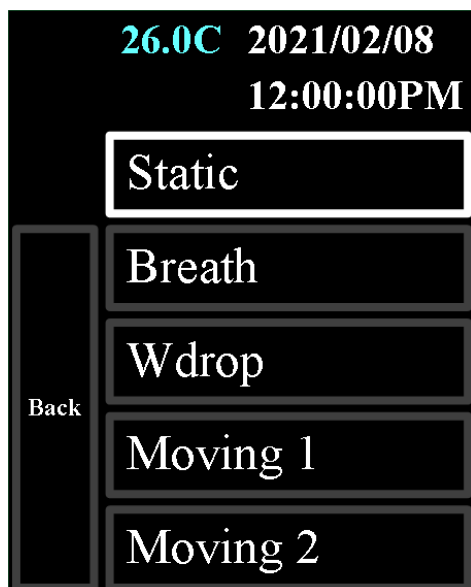 26.0C 2021/02/08
12:00:00PM
Static
Breath
Wdrop
Back
Moving 1
Moving 2